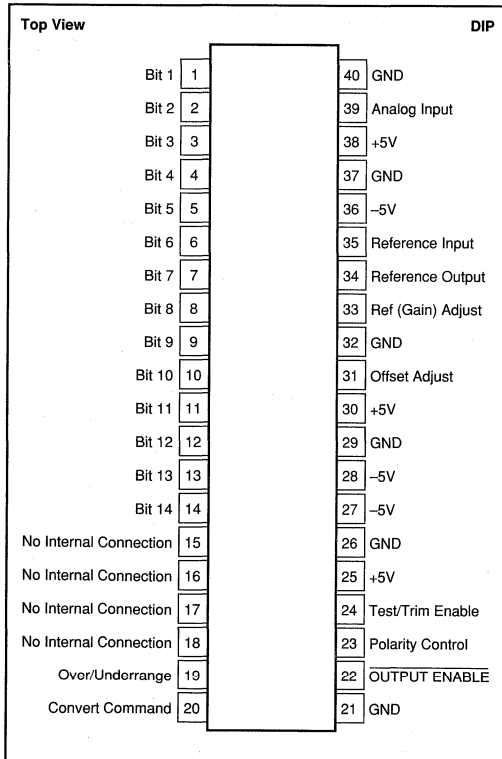 Top View DIP
Bit 1 1 40 GND
Bit 2 2 39 Analog Input
Bit 3 3 38 +5V
Bit 4 4 37 GND
Bit 5 5 36 –5V
Bit 6 6 35 Reference Input
Bit 7 7 34 Reference Output
Bit 8 8 33 Ref (Gain) Adjust
Bit 9 9 32 GND
Bit 10 10 31 Offset Adjust
Bit 11 11 30 +5V
Bit 12 12 29 GND
Bit 13 13 28 –5V
Bit 14 14 27 –5V
No Internal Connection 15 26 GND
No Internal Connection 16 25 +5V
No Internal Connection 17 24 Test/Trim Enable
No Internal Connection 18 23 Polarity Control
Over/Underrange 19 22 OUTPUT ENABLE
Convert Command 20 21 GND